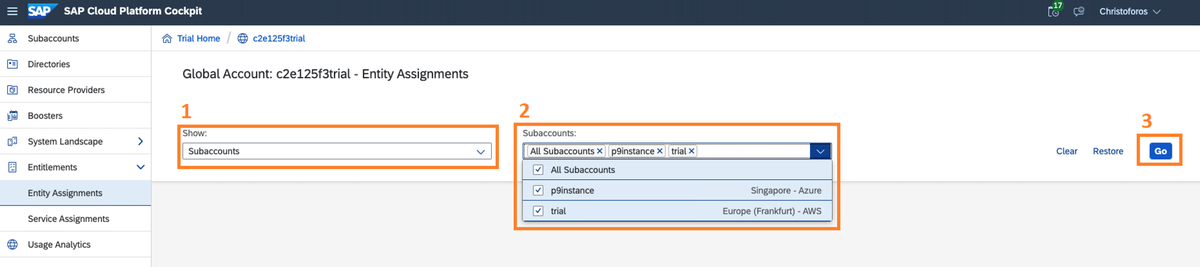 SAP SAP Cloud Platform Cockpit
17
Christoforos
Subaccounts
Directories
Resource Providers
Boosters
System Landscape
Entitlements
Entity Assignments
Service Assignments
Usage Analytics
Trial Home / c2e125f3trial
Global Account: c2e125f3trial - Entity Assignments
1
Show:
Subaccounts
2
Subaccounts:
All Subaccounts × p9instance × trial ×
All Subaccounts
p9instance Singapore - Azure
trial Europe (Frankfurt) - AWS
3
Clear Restore Go